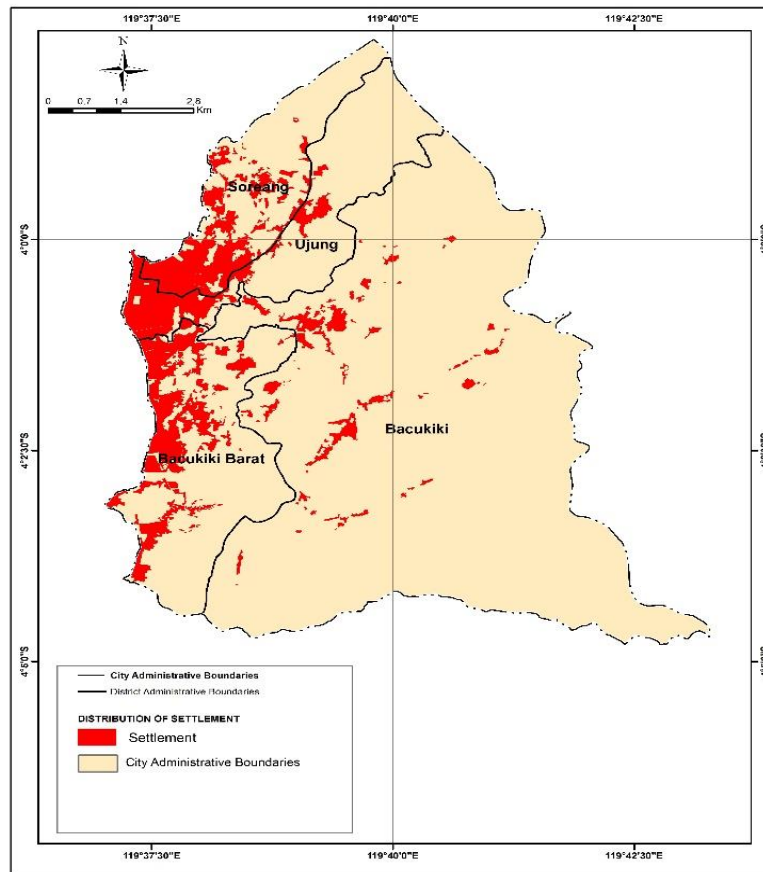 119°37'30"E 119°40'0"E 119°42'30"E
N
0 0,7 1,4 2,8
Km
Soreang
4°0'0"S
Ujung
Bacukiki
4°2'30"S
Bacukiki Barat
4°5'0"S
City Administrative Boundaries
District Administrative Boundaries
DISTRIBUTION OF SETTLEMENT
Settlement
City Administrative Boundaries
119°37'30"E 119°40'0"E 119°42'30"E